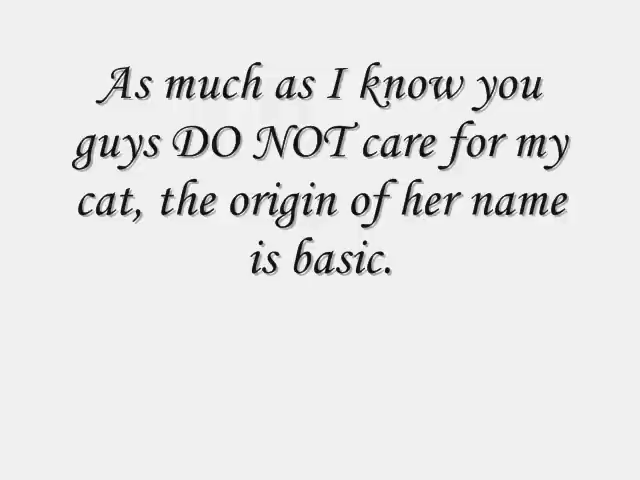 As much as I know you
guys DO NOT care for my
cat, the origin of her name
is basic.